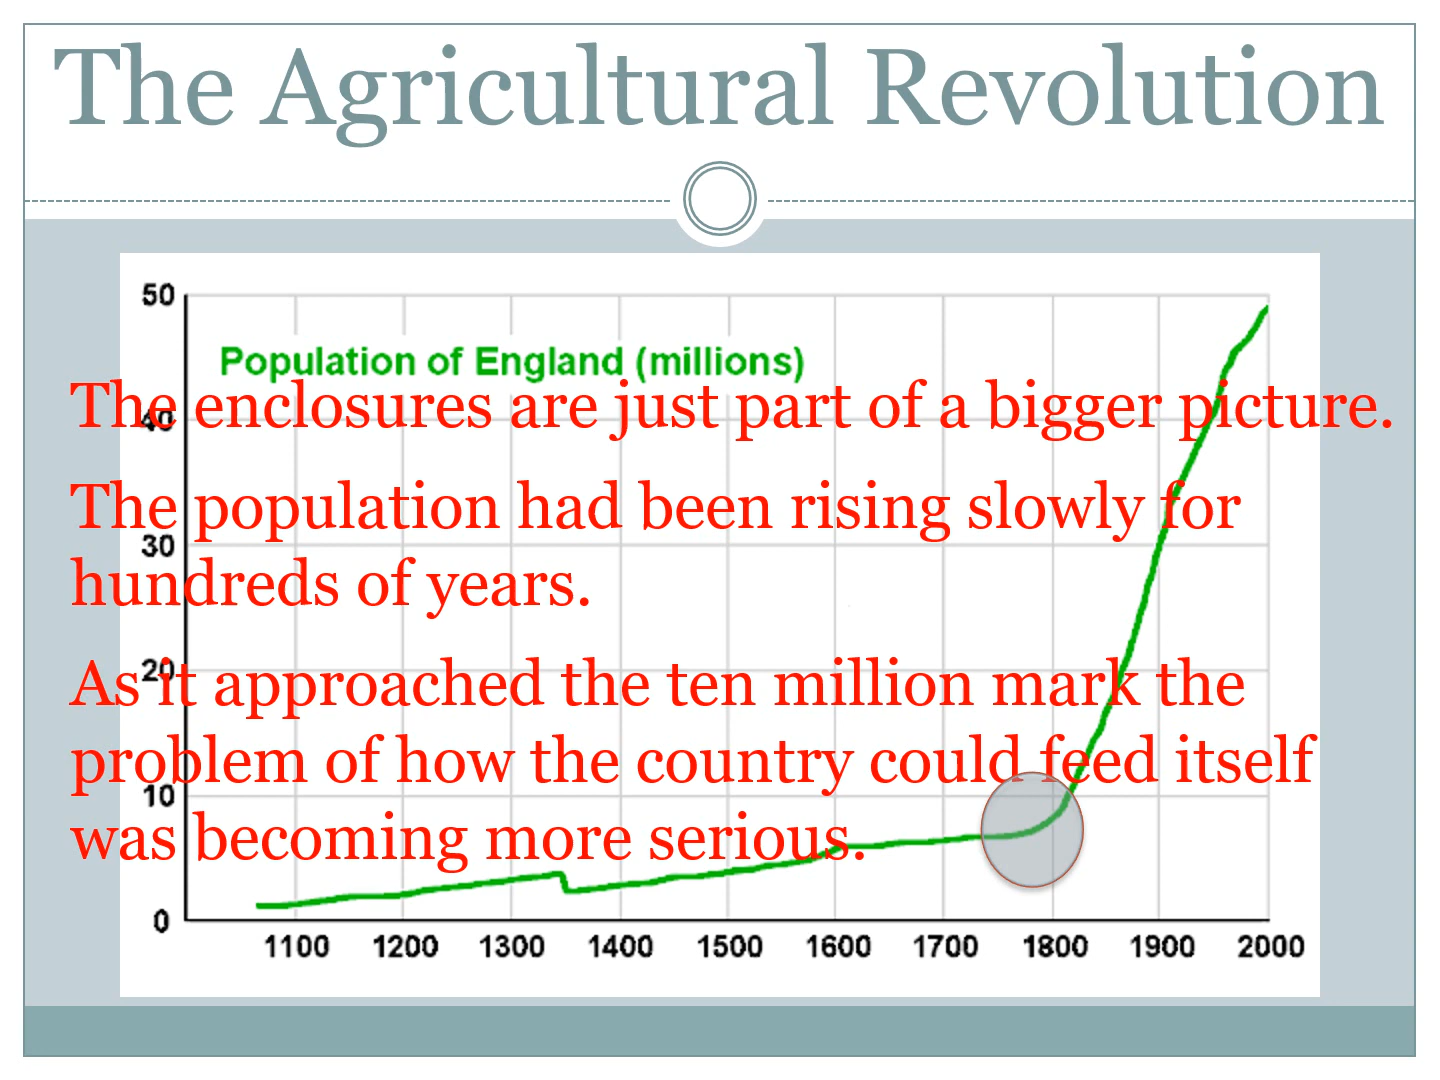 The Agricultural Revolution
50
Population of England (millions)
The enclosures are just part of a bigger picture.
40
The population had been rising slowly for
30
hundreds of years.
20
As it approached the ten million mark the
problem of how the country could feed itself
10
was becoming more serious.
0
1100 1200 1300 1400 1500 1600 1700 1800 1900 2000